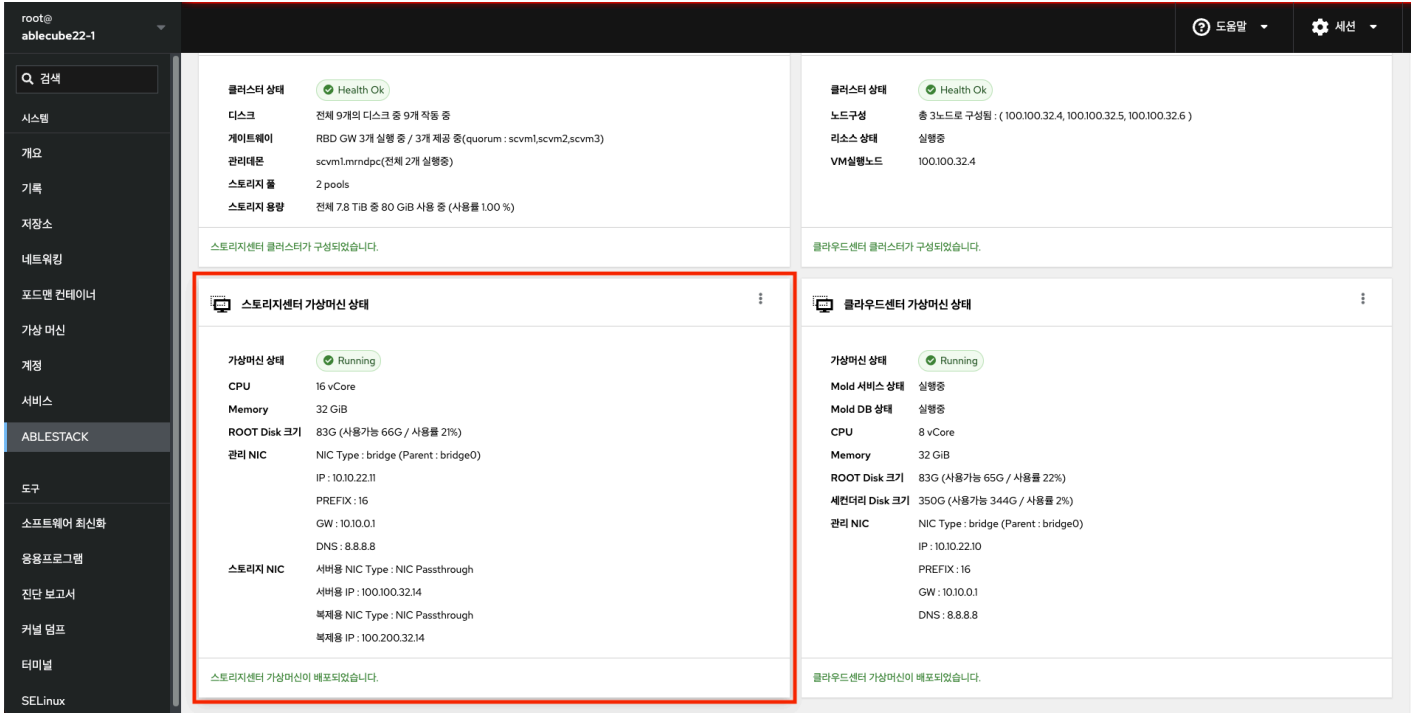 root@
ablecube22-1
도움말
세션
검색
시스템
개요
기록
저장소
네트워킹
포드맨 컨테이너
가상 머신
계정
서비스
ABLESTACK
도구
소프트웨어 최신화
응용프로그램
진단 보고서
커널 덤프
터미널
SELinux
클러스터 상태 Health Ok
디스크 전체 9개의 디스크 중 9개 작동 중
게이트웨이 RBD GW 3개 실행 중 / 3개 제공 중(quorum : scvm1,scvm2,scvm3)
관리데몬 scvm1.mrndpc(전체 2개 실행중)
스토리지 풀 2 pools
스토리지 용량 전체 7.8 TiB 중 80 GiB 사용 중 (사용률 1.00 %)
스토리지센터 클러스터가 구성되었습니다.
클러스터 상태 Health Ok
노드구성 총 3노드로 구성됨 : ( 100.100.32.4, 100.100.32.5, 100.100.32.6 )
리소스 상태 실행중
VM실행노드 100.100.32.4
클라우드센터 클러스터가 구성되었습니다.
스토리지센터 가상머신 상태
가상머신 상태 Running
CPU 16 vCore
Memory 32 GiB
ROOT Disk 크기 83G (사용가능 66G / 사용률 21%)
관리 NIC NIC Type : bridge (Parent : bridge0)
IP : 10.10.22.11
PREFIX : 16
GW : 10.10.0.1
DNS : 8.8.8.8
스토리지 NIC 서버용 NIC Type : NIC Passthrough
서버용 IP : 100.100.32.14
복제용 NIC Type : NIC Passthrough
복제용 IP : 100.200.32.14
스토리지센터 가상머신이 배포되었습니다.
클라우드센터 가상머신 상태
가상머신 상태 Running
Mold 서비스 상태 실행중
Mold DB 상태 실행중
CPU 8 vCore
Memory 32 GiB
ROOT Disk 크기 83G (사용가능 65G / 사용률 22%)
세컨더리 Disk 크기 350G (사용가능 344G / 사용률 2%)
관리 NIC NIC Type : bridge (Parent : bridge0)
IP : 10.10.22.10
PREFIX : 16
GW : 10.10.0.1
DNS : 8.8.8.8
클라우드센터 가상머신이 배포되었습니다.